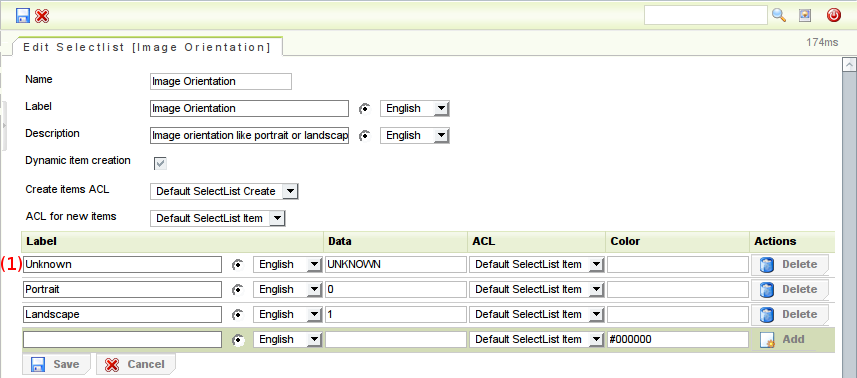 174ms
Edit Selectlist [Image Orientation]
Name Image Orientation
Label Image Orientation English
Description Image orientation like portrait or landscap English
Dynamic item creation
Create items ACL Default SelectList Create
ACL for new items Default SelectList Item
Label Data ACL Color Actions
(1) Unknown English UNKNOWN Default SelectList Item Delete
Portrait English 0 Default SelectList Item Delete
Landscape English 1 Default SelectList Item Delete
English Default SelectList Item #000000 Add
Save Cancel